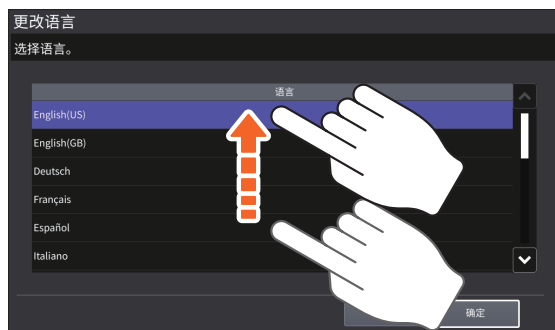 更改语言
选择语言。
语言
English(US)
English(GB)
Deutsch
Français
Español
Italiano
确定